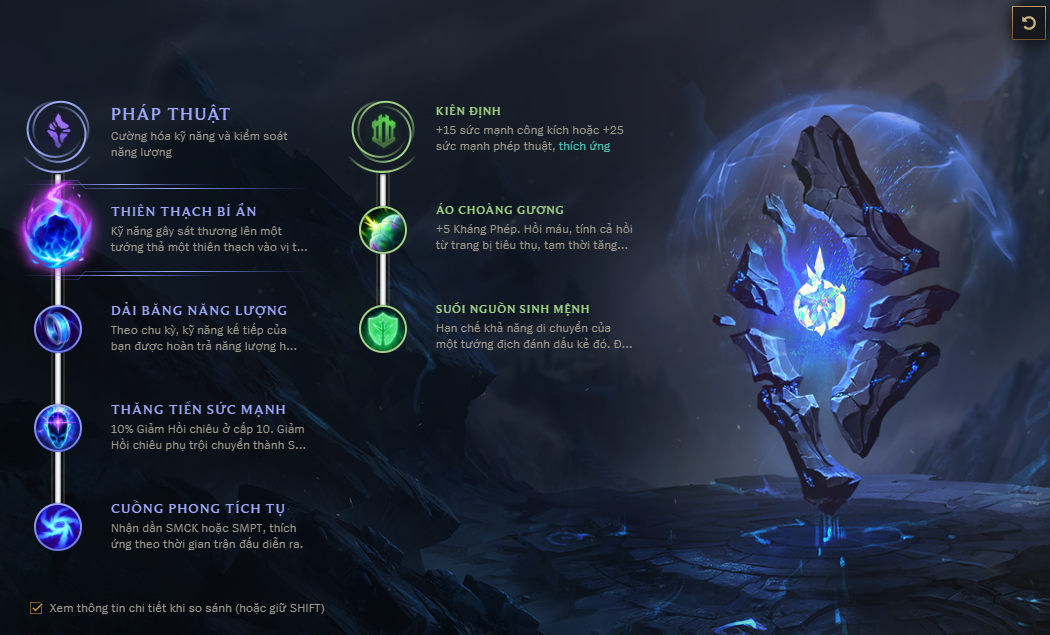 PHÁP THUẬT
Cường hóa kỹ năng và kiểm soát
năng lượng
THIÊN THẠCH BÍ ẨN
Kỹ năng gây sát thương lên một
tướng thả một thiên thạch vào vị t...
DẢI BĂNG NĂNG LƯỢNG
Theo chu kỳ, kỹ năng kế tiếp của
bạn được hoàn trả năng lượng h...
THĂNG TIẾN SỨC MẠNH
10% Giảm Hồi chiêu ở cấp 10. Giảm
Hồi chiêu phụ trội chuyển thành S...
CUỒNG PHONG TÍCH TỤ
Nhận dần SMCK hoặc SMPT, thích
ứng theo thời gian trận đấu diễn ra.
KIÊN ĐỊNH
+15 sức mạnh công kích hoặc +25
sức mạnh phép thuật, thích ứng
ÁO CHOÀNG GƯƠNG
+5 Kháng Phép. Hồi máu, tính cả hồi
từ trang bị tiêu thụ, tạm thời tăng...
SUỐI NGUỒN SINH MỆNH
Hạn chế khả năng di chuyển của
một tướng địch đánh dấu kẻ đó. Đ...
Xem thông tin chi tiết khi so sánh (hoặc giữ SHIFT)